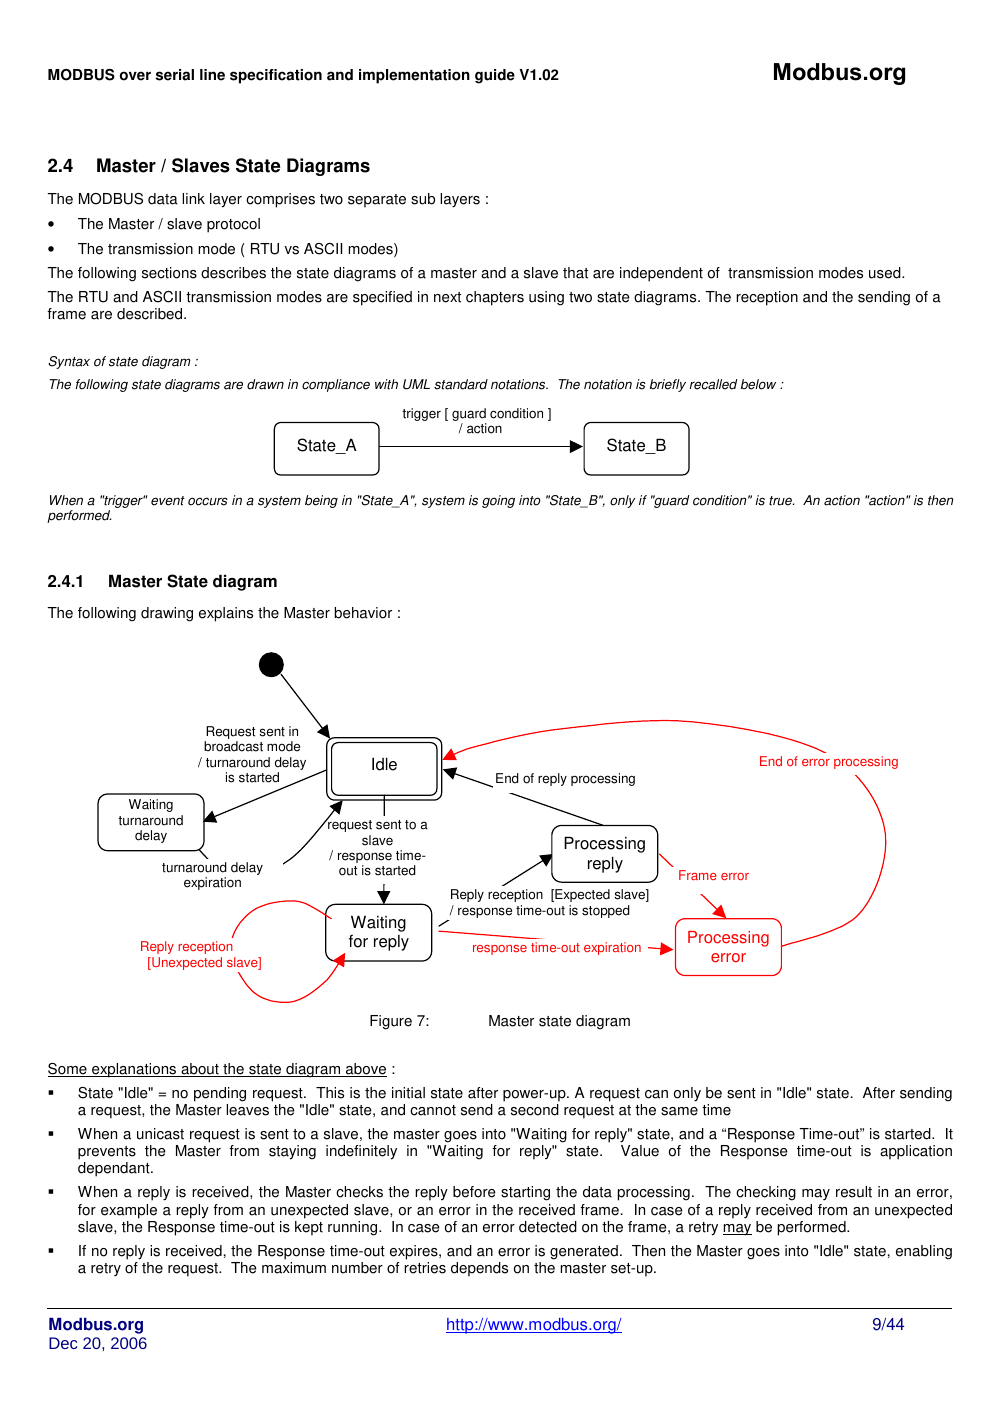 MODBUS over serial line specification and implementation guide V1.02 Modbus.org
2.4 Master / Slaves State Diagrams
The MODBUS data link layer comprises two separate sub layers :
• The Master / slave protocol
• The transmission mode ( RTU vs ASCII modes)
The following sections describes the state diagrams of a master and a slave that are independent of transmission modes used.
The RTU and ASCII transmission modes are specified in next chapters using two state diagrams. The reception and the sending of a
frame are described.
Syntax of state diagram :
The following state diagrams are drawn in compliance with UML standard notations. The notation is briefly recalled below :
trigger [ guard condition ]
/ action
State_A
State_B
When a "trigger" event occurs in a system being in "State_A", system is going into "State_B", only if "guard condition" is true. An action "action" is then
performed.
2.4.1 Master State diagram
The following drawing explains the Master behavior :
Request sent in
broadcast mode
/ turnaround delay
is started
Idle
End of error processing
End of reply processing
Waiting
turnaround
delay
request sent to a
slave
/ response time-
out is started
turnaround delay
expiration
Processing
reply
Frame error
Reply reception [Expected slave]
/ response time-out is stopped
Waiting
for reply
Reply reception
[Unexpected slave]
response time-out expiration
Processing
error
Figure 7: Master state diagram
Some explanations about the state diagram above :
▪ State "Idle" = no pending request. This is the initial state after power-up. A request can only be sent in "Idle" state. After sending
a request, the Master leaves the "Idle" state, and cannot send a second request at the same time
▪ When a unicast request is sent to a slave, the master goes into "Waiting for reply" state, and a “Response Time-out” is started. It
prevents the Master from staying indefinitely in "Waiting for reply" state. Value of the Response time-out is application
dependant.
▪ When a reply is received, the Master checks the reply before starting the data processing. The checking may result in an error,
for example a reply from an unexpected slave, or an error in the received frame. In case of a reply received from an unexpected
slave, the Response time-out is kept running. In case of an error detected on the frame, a retry may be performed.
▪ If no reply is received, the Response time-out expires, and an error is generated. Then the Master goes into "Idle" state, enabling
a retry of the request. The maximum number of retries depends on the master set-up.
Modbus.org http://www.modbus.org/ 9/44
Dec 20, 2006